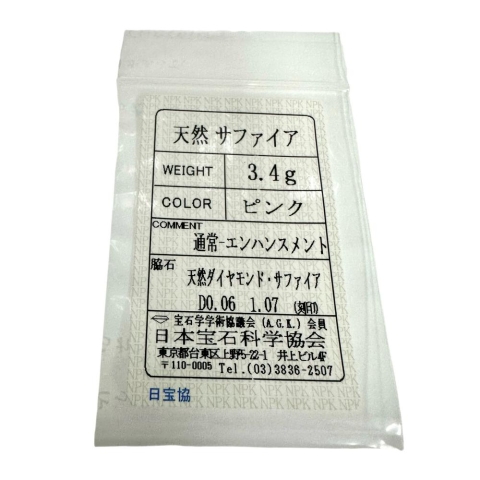 天然 サファイア
WEIGHT 3.4g
COLOR ピンク
COMMENT
通常-エンハンスメント
脇石
天然ダイヤモンド・サファイア
D0.06 1.07 (刻印)
宝石学学術協議会(A.G.K.)会員
日本宝石科学協会
東京都台東区上野5-22-1 井上ビル4F
〒110-0005 Tel.(03)3836-2507
日宝協